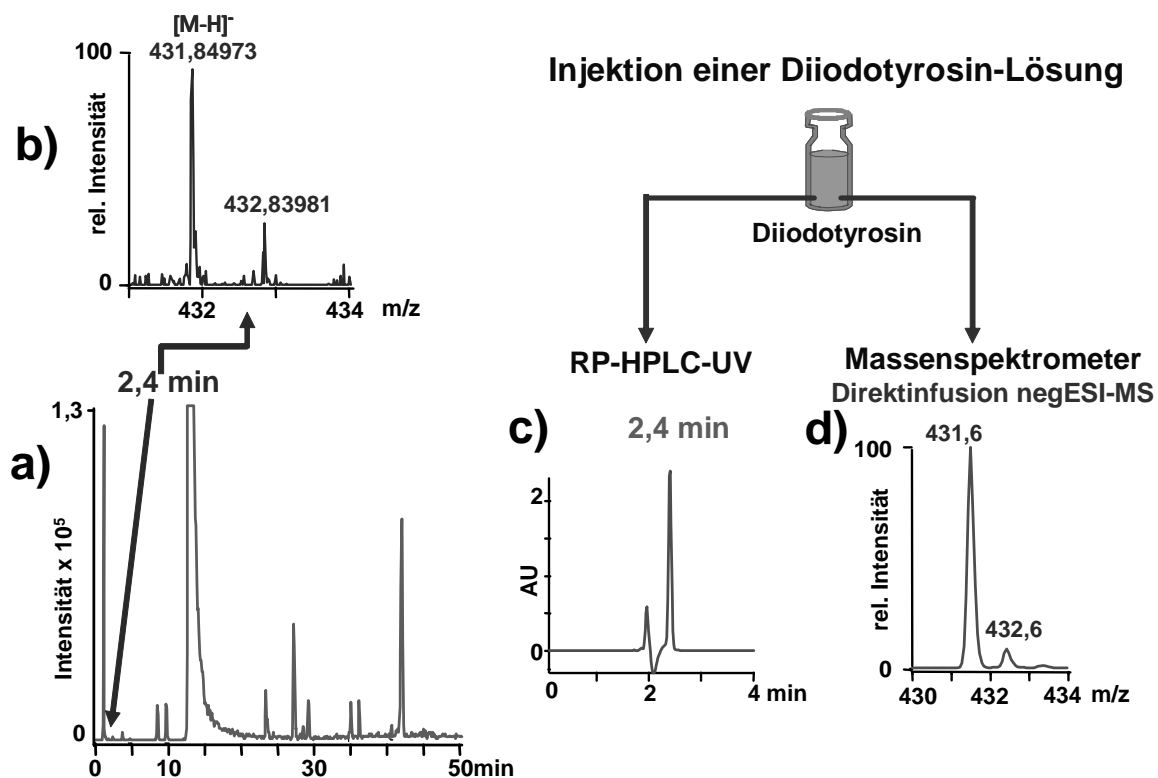 b)
[M-H]⁻
431,84973
100
rel. Intensität
432,83981
0
432
434
m/z
Injektion einer Diiodotyrosin-Lösung
Diiodotyrosin
RP-HPLC-UV
Massenspektrometer
Direktinfusion negESI-MS
a)
2,4 min
1,3
Intensität x 10⁵
0
0
10
30
50min
c)
2,4 min
2
AU
0
0
2
4 min
d)
431,6
100
rel. Intensität
432,6
0
430
432
434
m/z